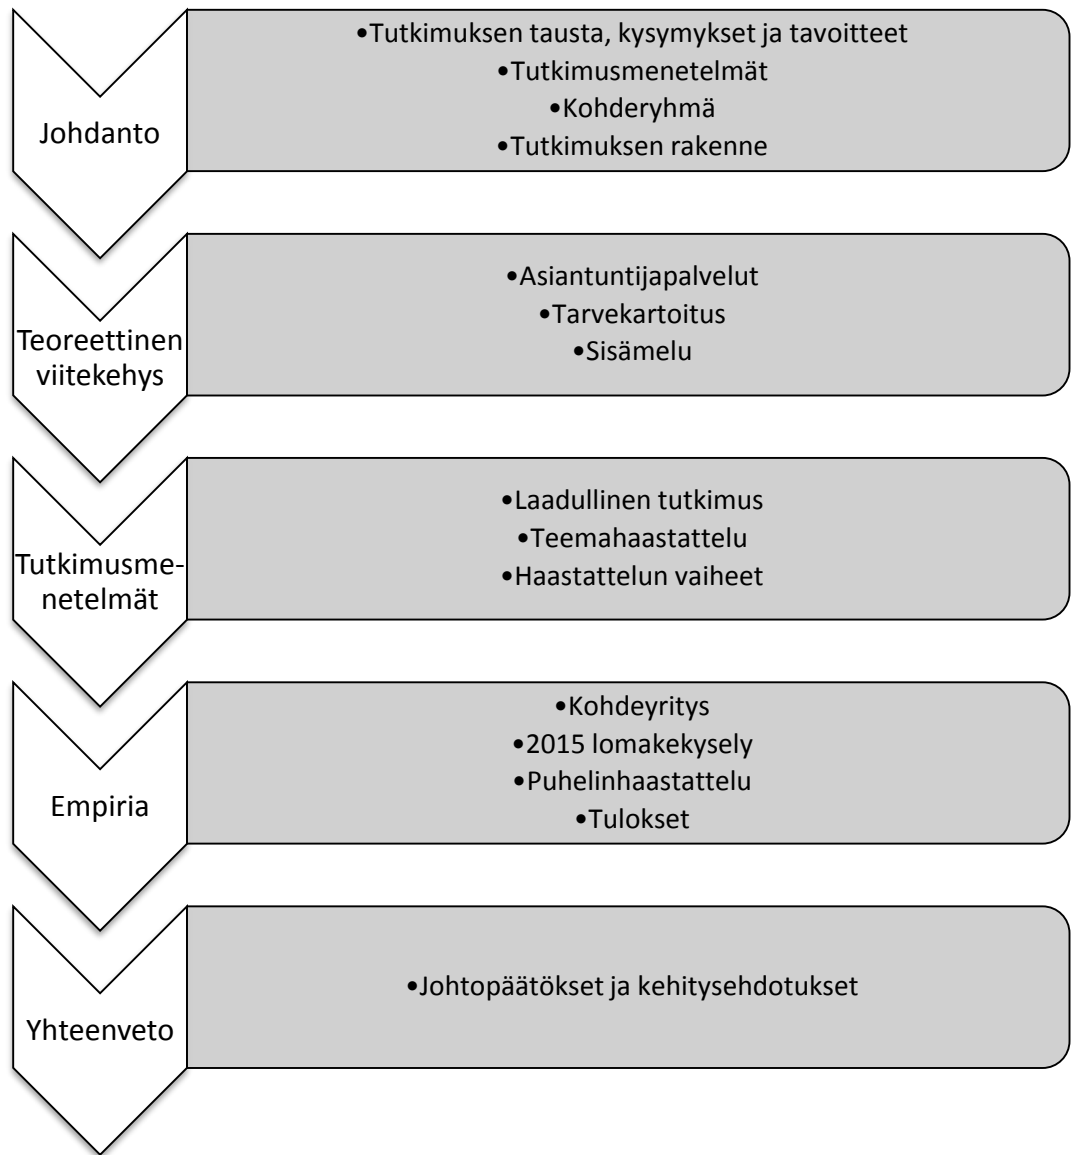 Johdanto
•Tutkimuksen tausta, kysymykset ja tavoitteet
•Tutkimusmenetelmät
•Kohderyhmä
•Tutkimuksen rakenne
Teoreettinen
viitekehys
•Asiantuntijapalvelut
•Tarvekartoitus
•Sisämelu
Tutkimusme-
netelmät
•Laadullinen tutkimus
•Teemahaastattelu
•Haastattelun vaiheet
Empiria
•Kohdeyritys
•2015 lomakekysely
•Puhelinhaastattelu
•Tulokset
Yhteenveto
•Johtopäätökset ja kehitysehdotukset